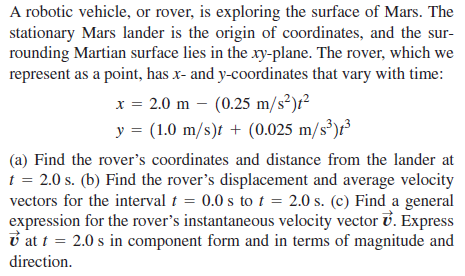 A robotic vehicle, or rover, is exploring the surface of Mars. The
stationary Mars lander is the origin of coordinates, and the sur-
rounding Martian surface lies in the xy-plane. The rover, which we
represent as a point, has x- and y-coordinates that vary with time:
x = 2.0 m − (0.25 m/s²)t²
y = (1.0 m/s)t + (0.025 m/s³)t³
(a) Find the rover's coordinates and distance from the lander at
t = 2.0 s. (b) Find the rover's displacement and average velocity
vectors for the interval t = 0.0 s to t = 2.0 s. (c) Find a general
expression for the rover's instantaneous velocity vector v⃗. Express
v⃗ at t = 2.0 s in component form and in terms of magnitude and
direction.